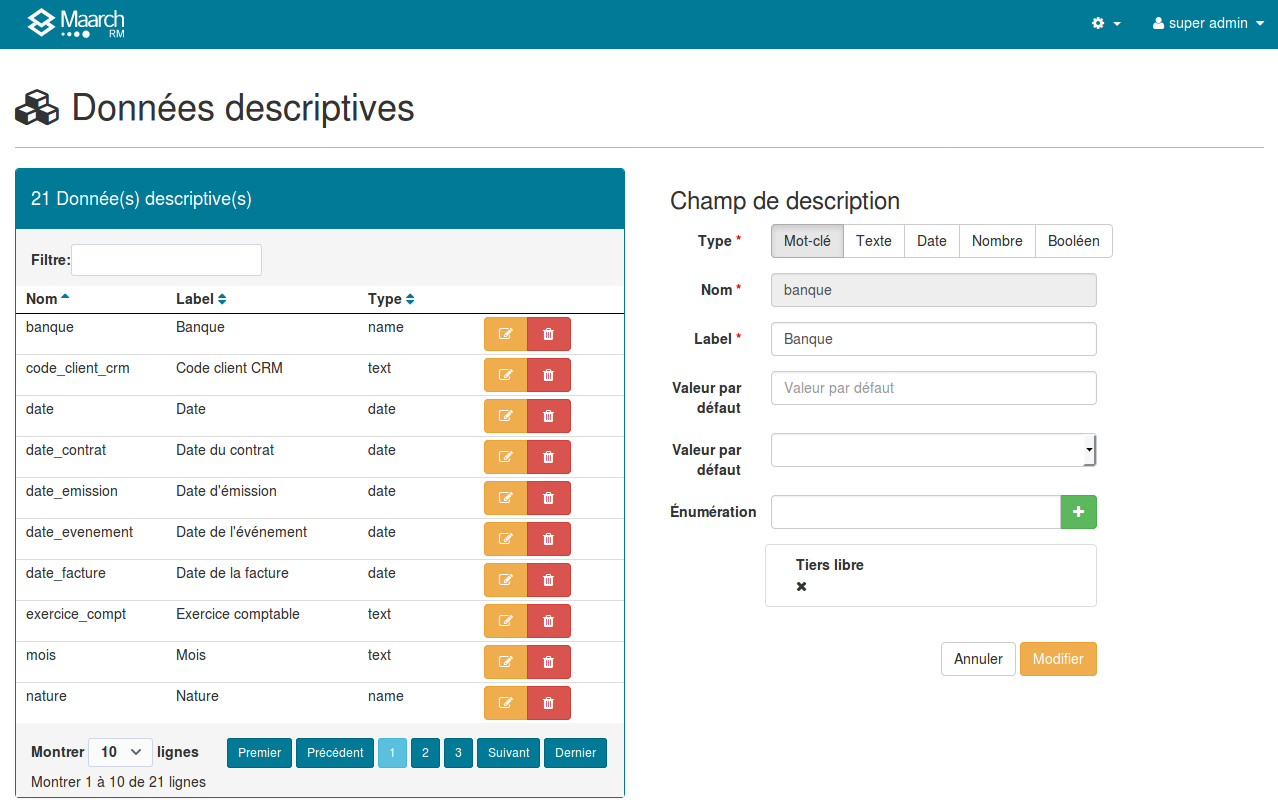 Maarch
RM
super admin
Données descriptives
21 Donnée(s) descriptive(s)
Filtre:
Nom Label Type
banque Banque name
code_client_crm Code client CRM text
date Date date
date_contrat Date du contrat date
date_emission Date d'émission date
date_evenement Date de l'événement date
date_facture Date de la facture date
exercice_compt Exercice comptable text
mois Mois text
nature Nature name
Montrer 10 lignes
Premier Précédent 1 2 3 Suivant Dernier
Montrer 1 à 10 de 21 lignes
Champ de description
Type * Mot-clé Texte Date Nombre Booléen
Nom * banque
Label * Banque
Valeur par
défaut
Valeur par défaut
Valeur par
défaut
Énumération
Tiers libre
Annuler Modifier